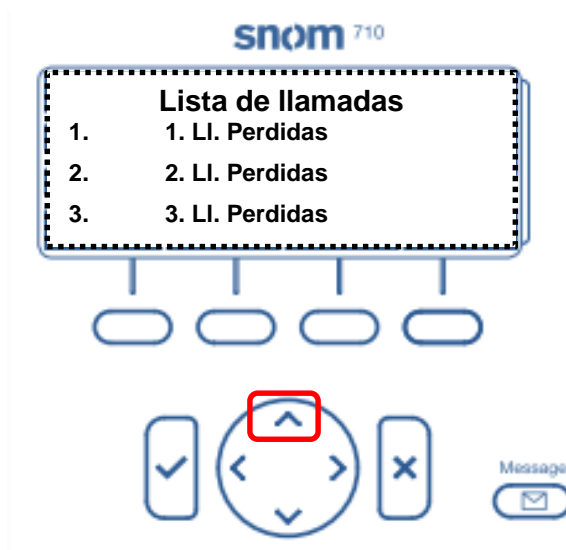 snom 710
Lista de llamadas
1. 1. Ll. Perdidas
2. 2. Ll. Perdidas
3. 3. Ll. Perdidas
Message